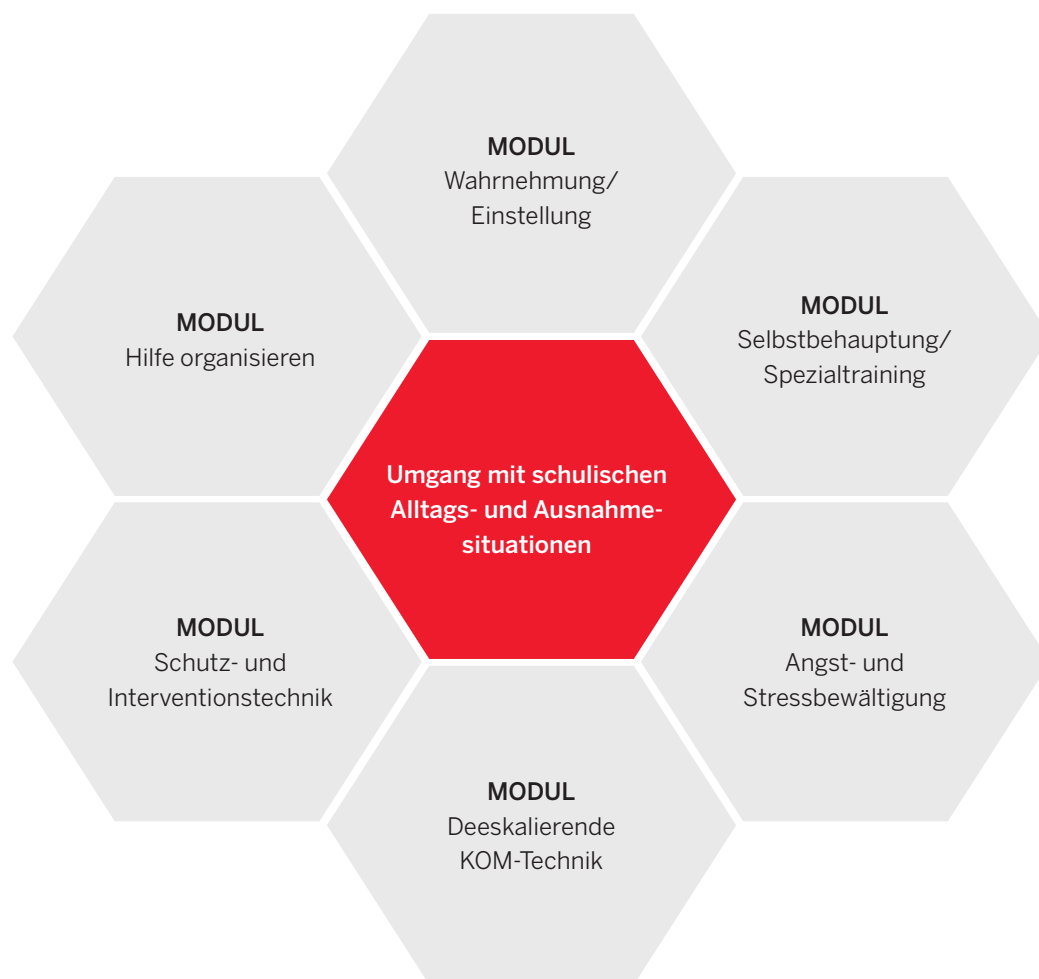 MODUL
Wahrnehmung/
Einstellung
MODUL
Hilfe organisieren
MODUL
Selbstbehauptung/
Spezialtraining
Umgang mit schulischen
Alltags- und Ausnahme-
situationen
MODUL
Schutz- und
Interventionstechnik
MODUL
Angst- und
Stressbewältigung
MODUL
Deeskalierende
KOM-Technik